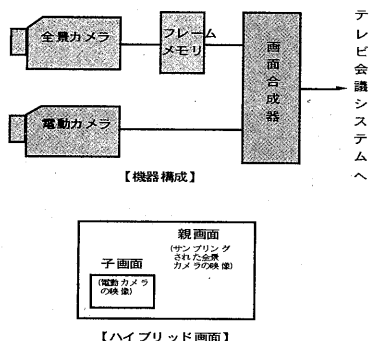 全景カメラ
フレーム
メモリ
画面合成器
テレビ会議システムへ
電動カメラ
【機器構成】
親画面
(サンプリング
された全景
カメラの映像)
子画面
(電動カメラ
の映像)
【ハイブリッド画面】